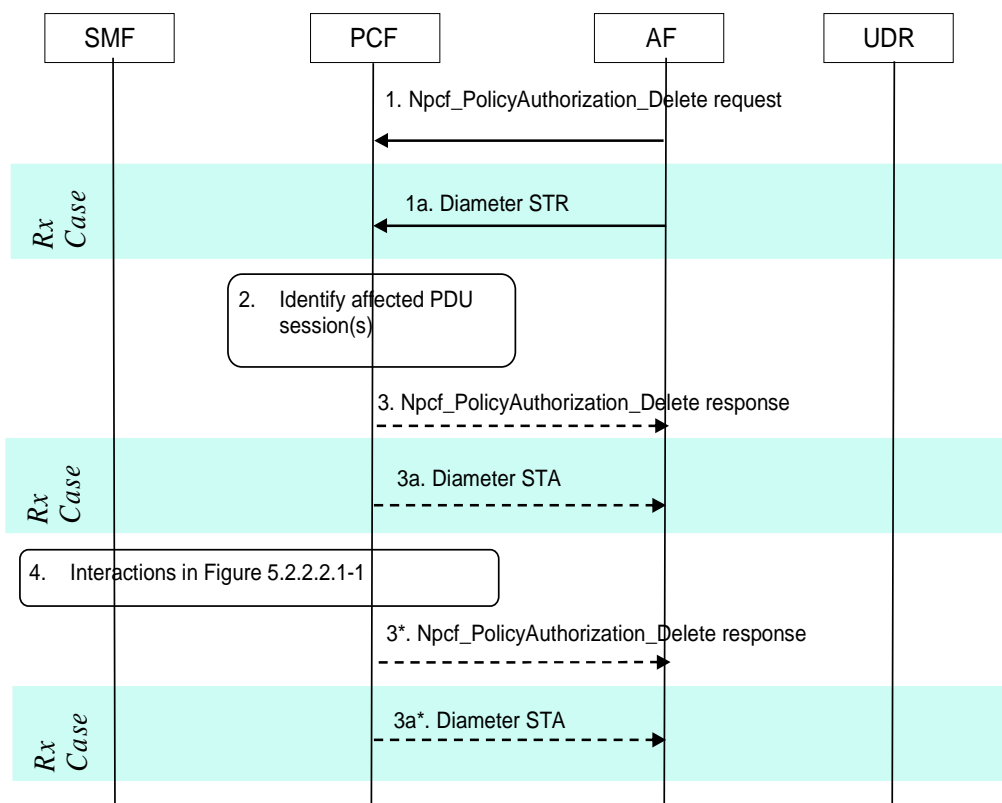 SMF
PCF
AF
UDR
1. Npcf_PolicyAuthorization_Delete request
Rx
Case
1a. Diameter STR
2. Identify affected PDU
session(s)
3. Npcf_PolicyAuthorization_Delete response
Rx
Case
3a. Diameter STA
4. Interactions in Figure 5.2.2.2.1-1
3*. Npcf_PolicyAuthorization_Delete response
Rx
Case
3a*. Diameter STA